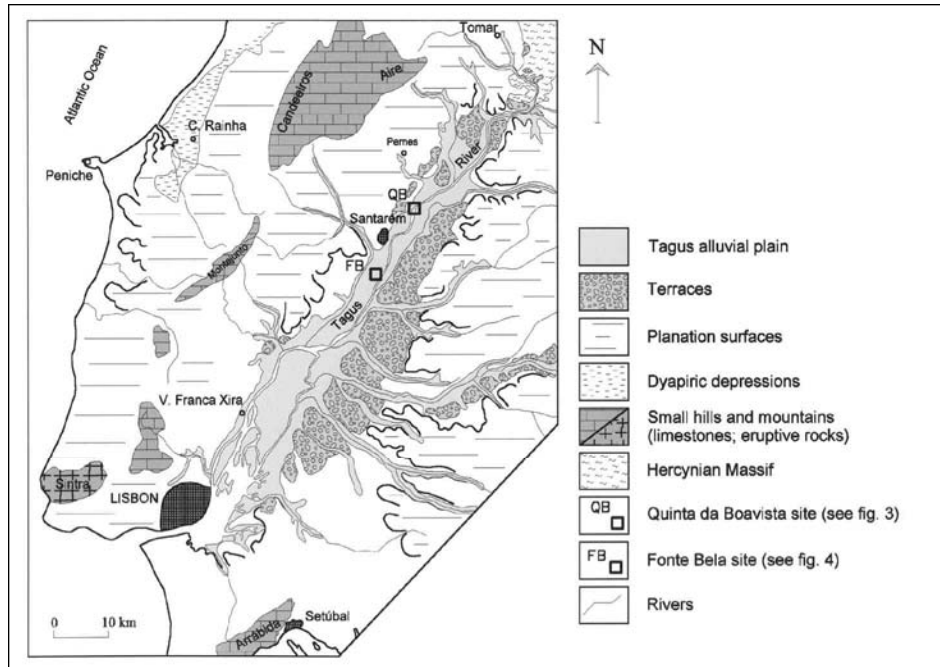 Tomar
N
Atlantic Ocean
Candeeiros
Aire
C. Rainha
Pernes
River
Peniche
QB
Santarém
FB
Montejunto
Tagus
V. Franca Xira
Sintra
LISBON
Setúbal
Arrábida
0 10 km
Tagus alluvial plain
Terraces
Planation surfaces
Dyapiric depressions
Small hills and mountains
(limestones; eruptive rocks)
Hercynian Massif
QB
Quinta da Boavista site (see fig. 3)
FB
Fonte Bela site (see fig. 4)
Rivers